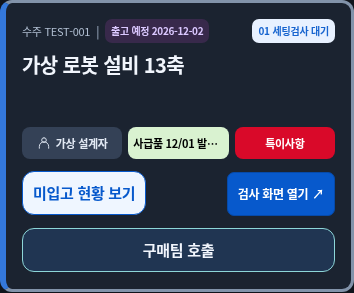 수주 TEST-001 | 출고 예정 2026-12-02 01 세팅검사 대기
가상 로봇 설비 13축
가상 설계자 사급품 12/01 발… 특이사항
미입고 현황 보기 검사 화면 열기 ↗
구매팀 호출